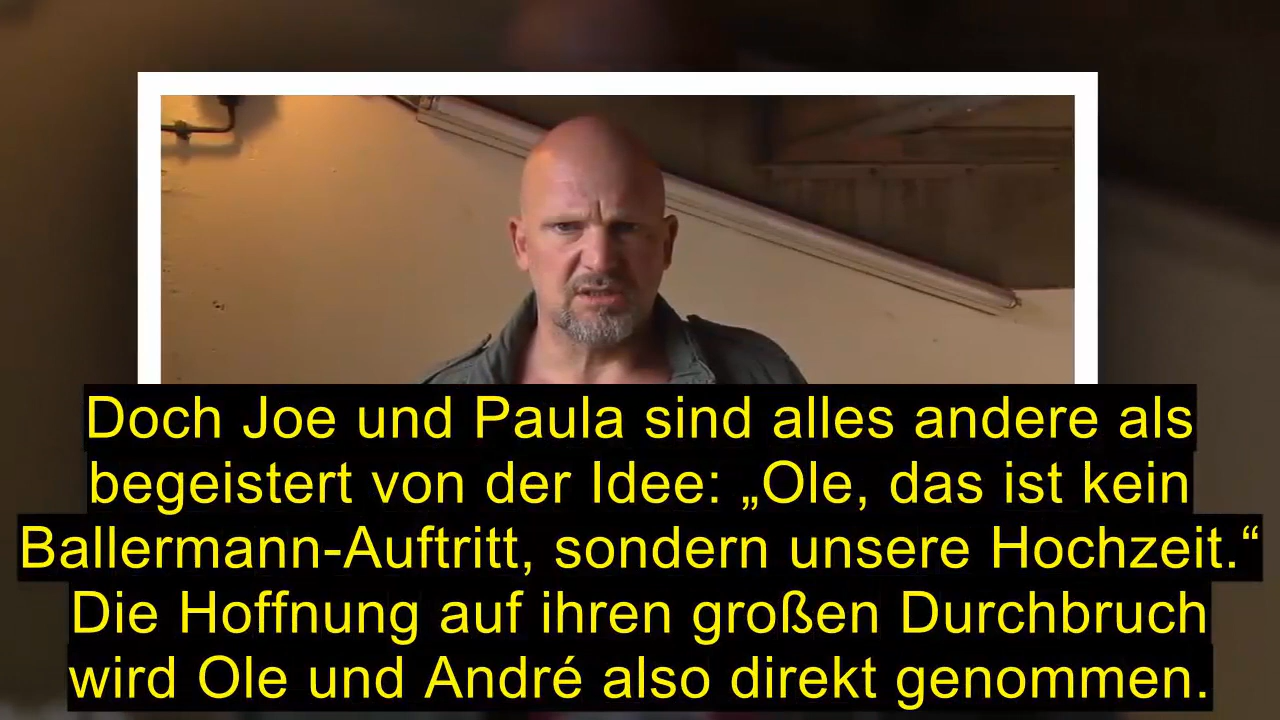 Doch Joe und Paula sind alles andere als
begeistert von der Idee: „Ole, das ist kein
Ballermann-Auftritt, sondern unsere Hochzeit.“
Die Hoffnung auf ihren großen Durchbruch
wird Ole und André also direkt genommen.